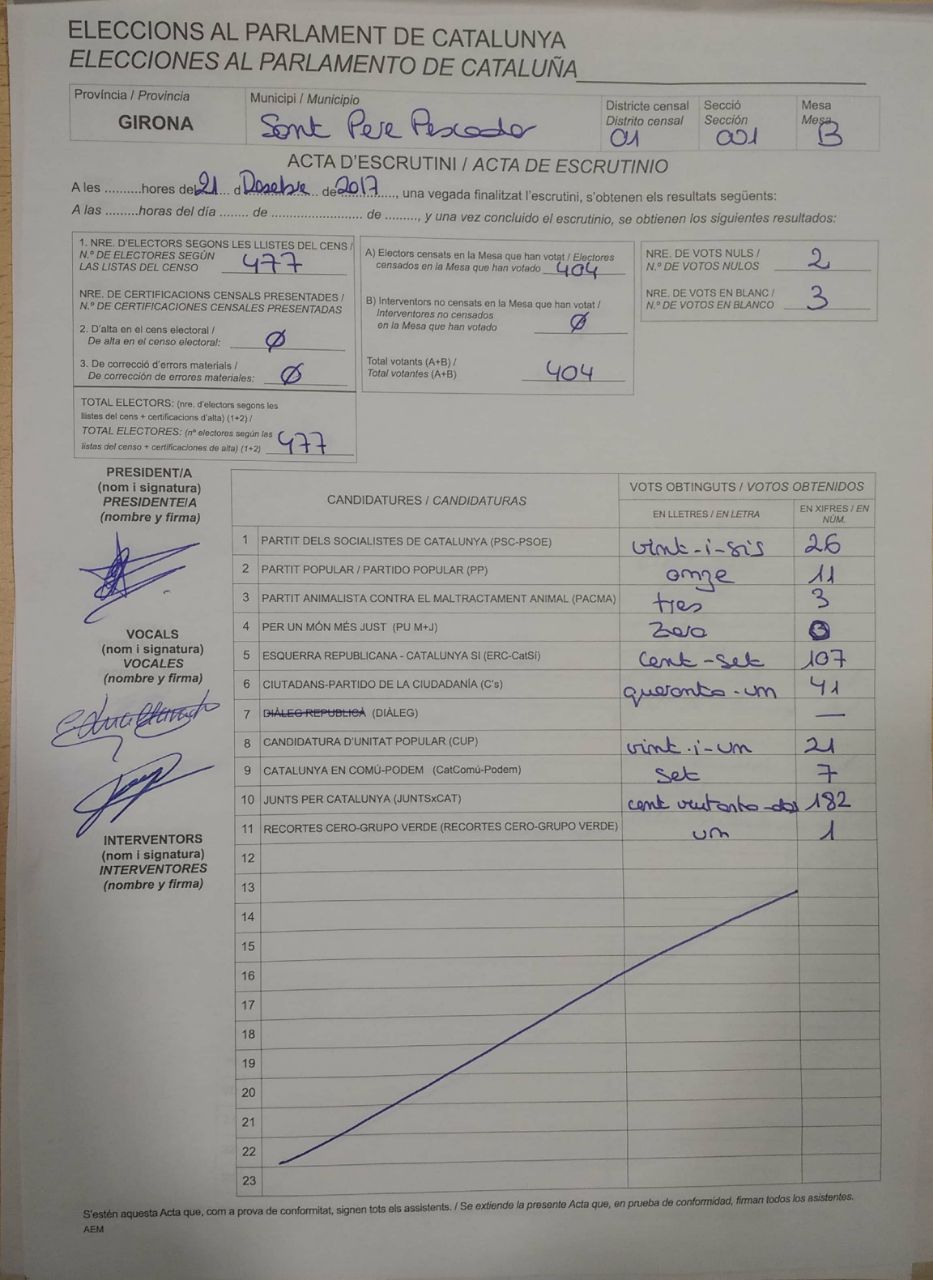 ELECCIONS AL PARLAMENT DE CATALUNYA
ELECCIONES AL PARLAMENTO DE CATALUÑA
Província / Provincia
GIRONA
Municipi / Municipio
Sant Pere Pescador
Districte censal
Distrito censal
01
Secció
Sección
001
Mesa
Mesa
B
ACTA D'ESCRUTINI / ACTA DE ESCRUTINIO
A les .........hores del 21 d Desebre de 2017, una vegada finalitzat l'escrutini, s'obtenen els resultats següents:
A las .........horas del día ........ de ......................... de ........., y una vez concluido el escrutinio, se obtienen los siguientes resultados:
1. NRE. D'ELECTORS SEGONS LES LLISTES DEL CENS /
N.º DE ELECTORES SEGÚN
LAS LISTAS DEL CENSO 477
NRE. DE CERTIFICACIONS CENSALS PRESENTADES /
N.º DE CERTIFICACIONES CENSALES PRESENTADAS
2. D'alta en el cens electoral /
De alta en el censo electoral: Ø
3. De correcció d'errors materials /
De corrección de errores materiales: Ø
TOTAL ELECTORS: (nre. d'electors segons les
llistes del cens + certificacions d'alta) (1+2) /
TOTAL ELECTORES: (nº electores según las
listas del censo + certificaciones de alta) (1+2) 477
A) Electors censats en la Mesa que han votat / Electores
censados en la Mesa que han votado 404
B) Interventors no censats en la Mesa que han votat /
Interventores no censados
en la Mesa que han votado Ø
Total votants (A+B) /
Total votantes (A+B) 404
NRE. DE VOTS NULS /
N.º DE VOTOS NULOS 2
NRE. DE VOTS EN BLANC /
N.º DE VOTOS EN BLANCO 3
PRESIDENT/A
(nom i signatura)
PRESIDENTE/A
(nombre y firma)
VOCALS
(nom i signatura)
VOCALES
(nombre y firma)
INTERVENTORS
(nom i signatura)
INTERVENTORES
(nombre y firma)
CANDIDATURES / CANDIDATURAS
VOTS OBTINGUTS / VOTOS OBTENIDOS
EN LLETRES / EN LETRA
EN XIFRES / EN
NÚM.
1 PARTIT DELS SOCIALISTES DE CATALUNYA (PSC-PSOE) vint-i-sis 26
2 PARTIT POPULAR / PARTIDO POPULAR (PP) onze 11
3 PARTIT ANIMALISTA CONTRA EL MALTRACTAMENT ANIMAL (PACMA) tres 3
4 PER UN MÓN MÉS JUST (PU M+J) Zero 0
5 ESQUERRA REPUBLICANA - CATALUNYA SÍ (ERC-CatSí) cent-set 107
6 CIUTADANS-PARTIDO DE LA CIUDADANÍA (C's) quaranta-un 41
7 DIÀLEG REPUBLICÀ (DIÀLEG) —
8 CANDIDATURA D'UNITAT POPULAR (CUP) vint-i-un 21
9 CATALUNYA EN COMÚ-PODEM (CatComú-Podem) set 7
10 JUNTS PER CATALUNYA (JUNTSxCAT) cent vuitanta-dos 182
11 RECORTES CERO-GRUPO VERDE (RECORTES CERO-GRUPO VERDE) un 1
12
13
14
15
16
17
18
19
20
21
22
23
S'estén aquesta Acta que, com a prova de conformitat, signen tots els assistents. / Se extiende la presente Acta que, en prueba de conformidad, firman todos los asistentes.
AEM